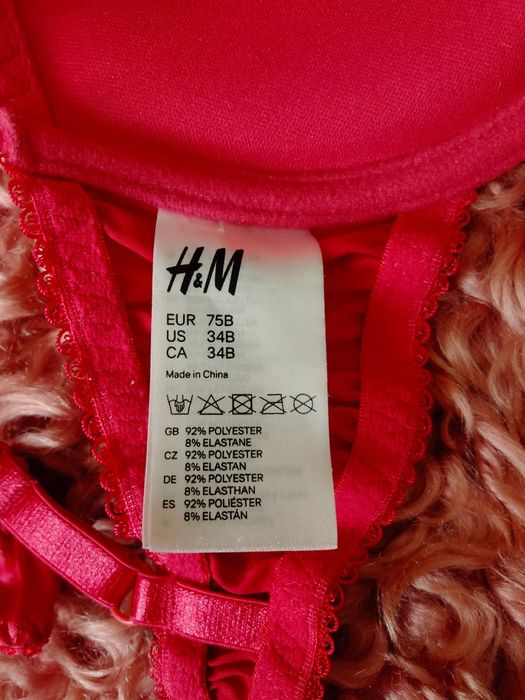 H&M
EUR 75B
US 34B
CA 34B
Made in China
GB 92% POLYESTER
8% ELASTANE
CZ 92% POLYESTER
8% ELASTAN
DE 92% POLYESTER
8% ELASTHAN
ES 92% POLIÉSTER
8% ELASTÁN